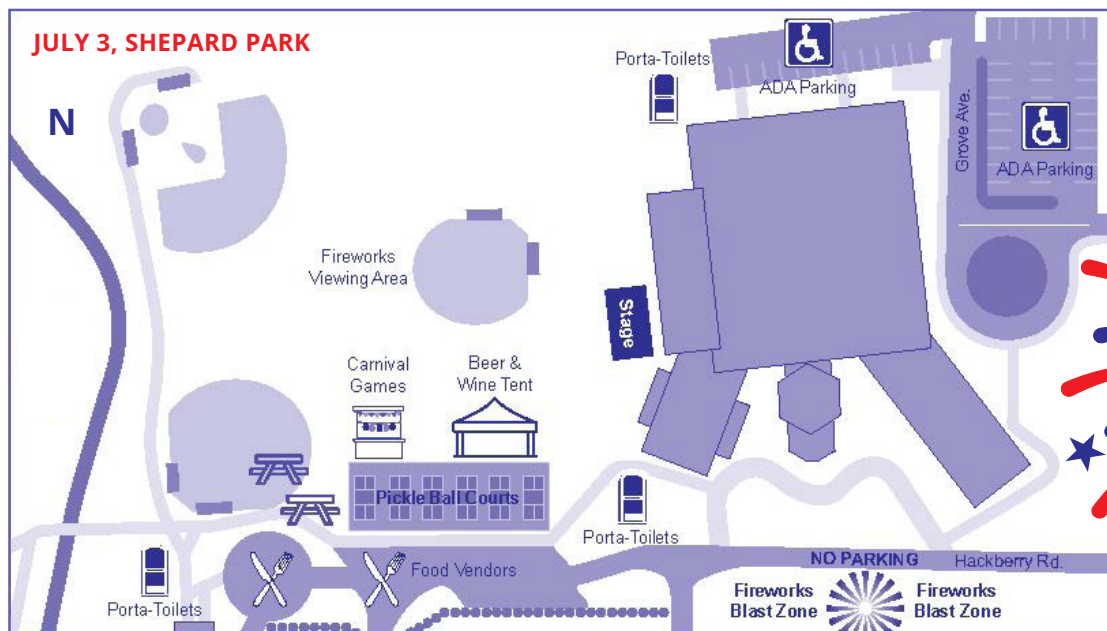 JULY 3, SHEPARD PARK
N
Porta-Toilets
ADA Parking
Grove Ave.
ADA Parking
Fireworks
Viewing Area
Stage
Carnival
Games
Beer &
Wine Tent
Pickle Ball Courts
Porta-Toilets
Food Vendors
NO PARKING
Hackberry Rd.
Porta-Toilets
Fireworks
Blast Zone
Fireworks
Blast Zone